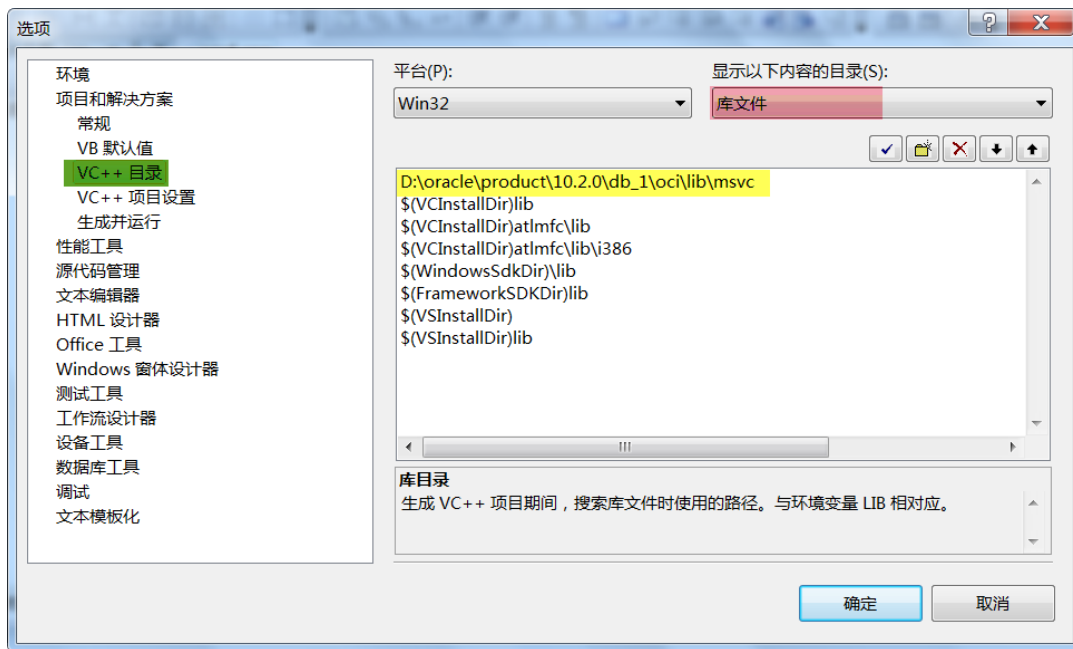 选项
环境
项目和解决方案
常规
VB 默认值
VC++ 目录
VC++ 项目设置
生成并运行
性能工具
源代码管理
文本编辑器
HTML 设计器
Office 工具
Windows 窗体设计器
测试工具
工作流设计器
设备工具
数据库工具
调试
文本模板化
平台(P):
Win32
显示以下内容的目录(S):
库文件
D:\oracle\product\10.2.0\db_1\oci\lib\msvc
$(VCInstallDir)lib
$(VCInstallDir)atlmfc\lib
$(VCInstallDir)atlmfc\lib\i386
$(WindowsSdkDir)\lib
$(FrameworkSDKDir)lib
$(VSInstallDir)
$(VSInstallDir)lib
库目录
生成 VC++ 项目期间，搜索库文件时使用的路径。与环境变量 LIB 相对应。
确定
取消